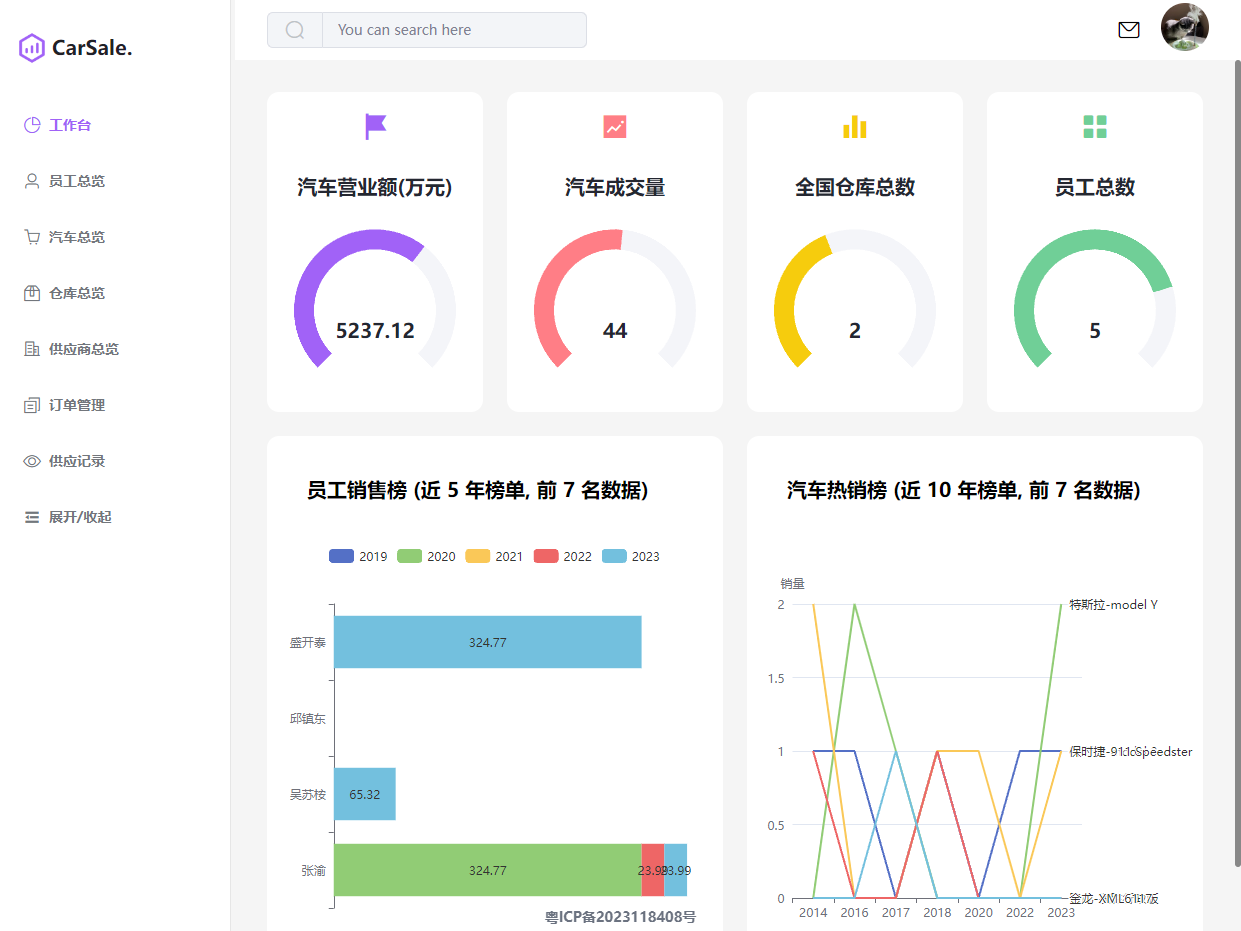 CarSale.
You can search here
工作台
员工总览
汽车总览
仓库总览
供应商总览
订单管理
供应记录
展开/收起
汽车营业额(万元)
5237.12
汽车成交量
44
全国仓库总数
2
员工总数
5
员工销售榜 (近 5 年榜单, 前 7 名数据)
2019 2020 2021 2022 2023
盛开泰 324.77
邱镇东
吴苏桉 65.32
张渝 324.77 23.99 23.99
汽车热销榜 (近 10 年榜单, 前 7 名数据)
销量
2 特斯拉-model Y
1.5
1 保时捷-911 Speedster
0.5
0
2014 2016 2017 2018 2020 2022 2023
粤ICP备2023118408号